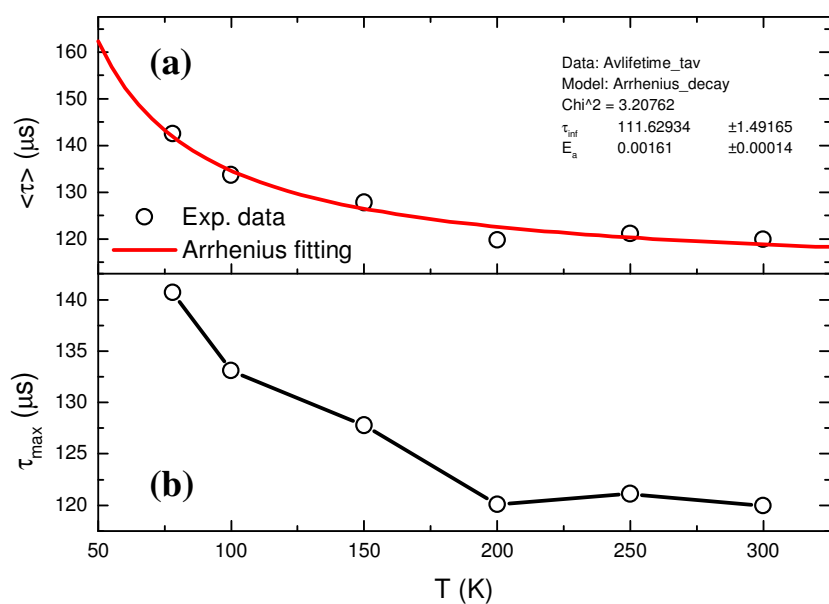 (a)
Data: Avlifetime_tav
Model: Arrhenius_decay
Chi^2 = 3.20762
τinf 111.62934 ±1.49165
Ea 0.00161 ±0.00014
160
150
140
130
120
<τ> (μs)
Exp. data
Arrhenius fitting
140
135
130
125
120
τmax (μs)
(b)
50 100 150 200 250 300
T (K)